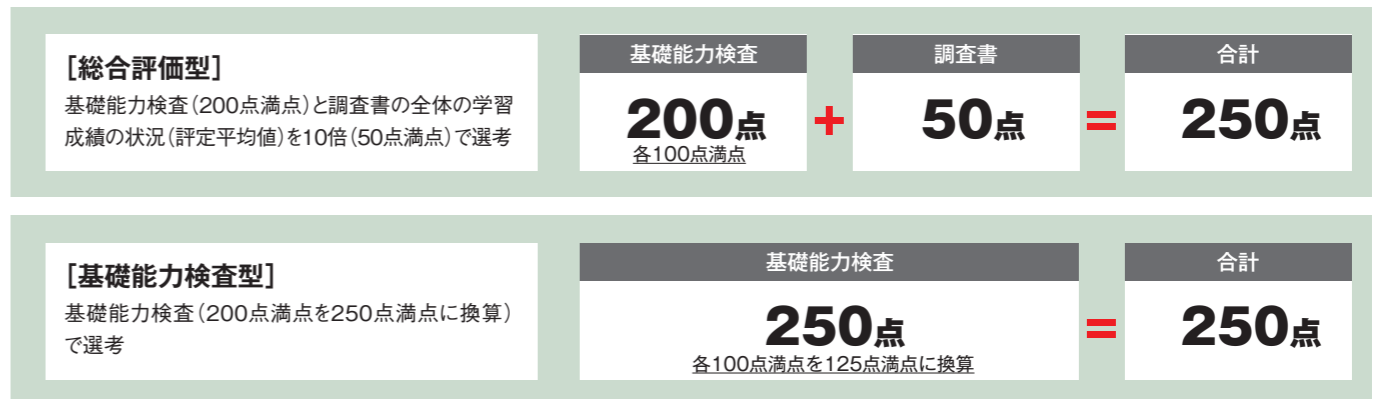 [総合評価型]
基礎能力検査(200点満点)と調査書の全体の学習
成績の状況(評定平均値)を10倍(50点満点)で選考
基礎能力検査
200点
各100点満点
+
調査書
50点
=
合計
250点
[基礎能力検査型]
基礎能力検査(200点満点を250点満点に換算)
で選考
基礎能力検査
250点
各100点満点を125点満点に換算
=
合計
250点